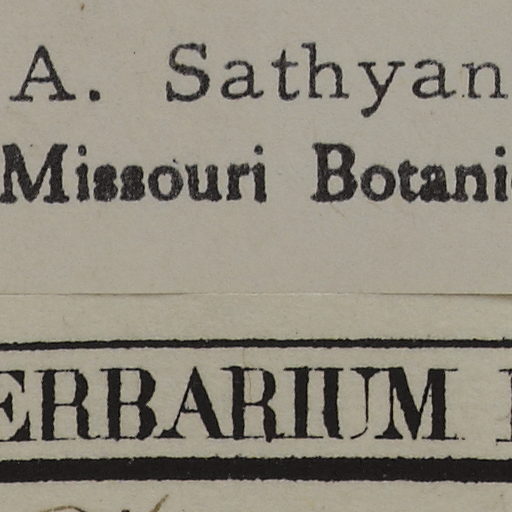 A. Sathyan
Missouri Botani
ERBARIUM